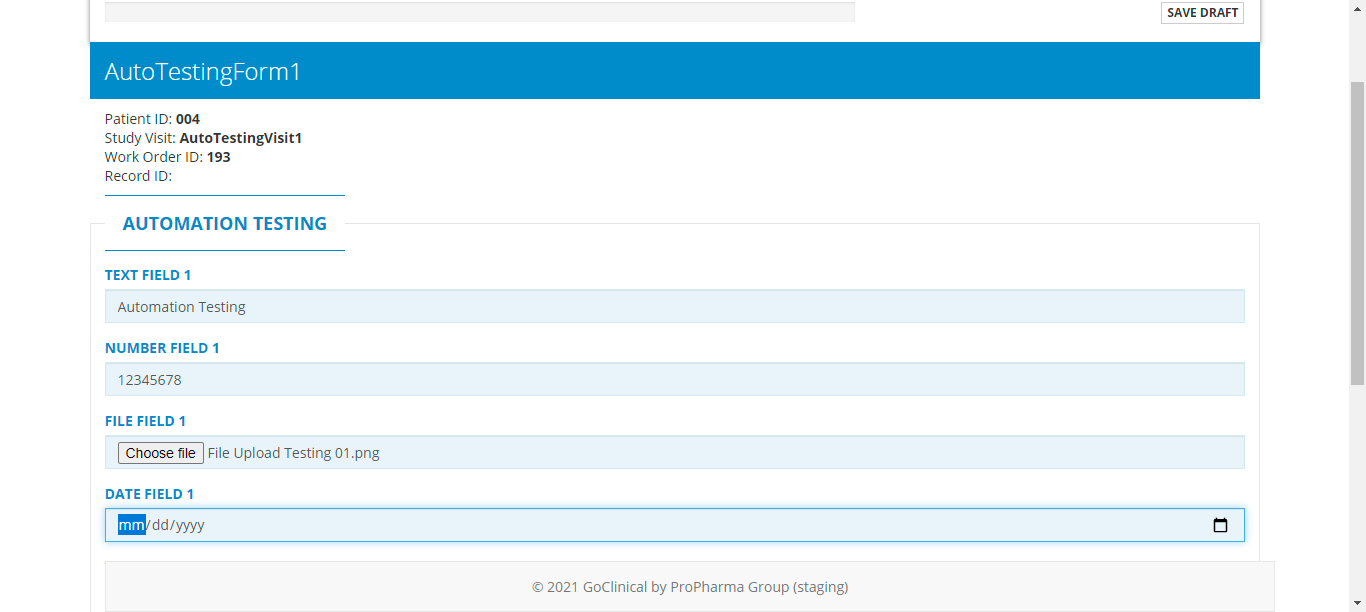 SAVE DRAFT
AutoTestingForm1
Patient ID: 004
Study Visit: AutoTestingVisit1
Work Order ID: 193
Record ID:
AUTOMATION TESTING
TEXT FIELD 1
Automation Testing
NUMBER FIELD 1
12345678
FILE FIELD 1
Choose file File Upload Testing 01.png
DATE FIELD 1
mm/dd/yyyy
© 2021 GoClinical by ProPharma Group (staging)